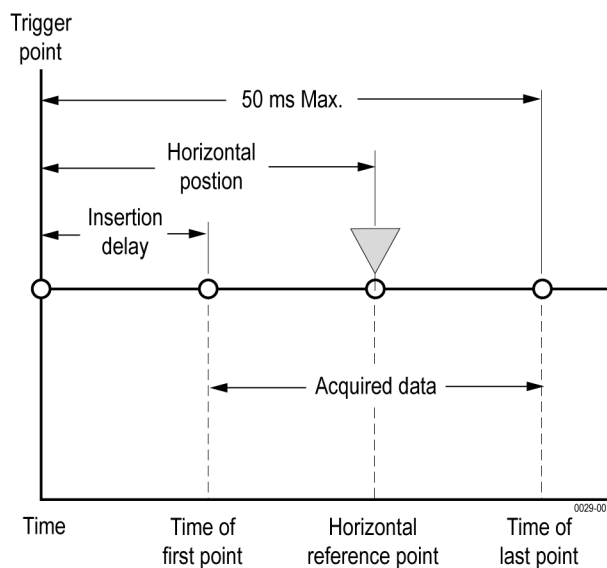 Trigger
point
50 ms Max.
Horizontal
postion
Insertion
delay
Acquired data
0029-00
Time
Time of
first point
Horizontal
reference point
Time of
last point